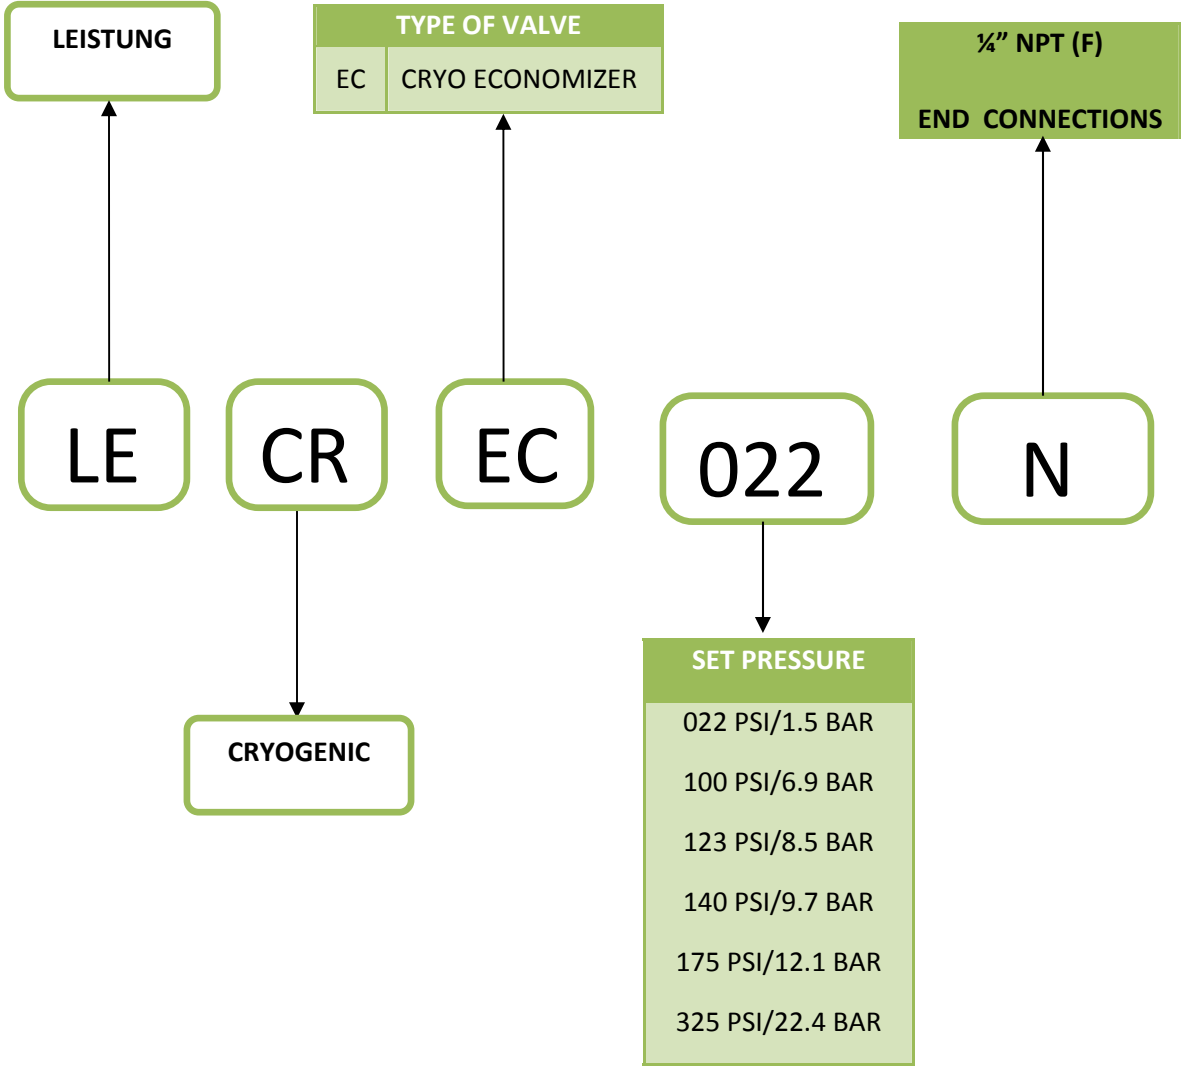 LEISTUNG
TYPE OF VALVE
EC CRYO ECONOMIZER
¼” NPT (F)
END CONNECTIONS
LE CR EC 022 N
CRYOGENIC
SET PRESSURE
022 PSI/1.5 BAR
100 PSI/6.9 BAR
123 PSI/8.5 BAR
140 PSI/9.7 BAR
175 PSI/12.1 BAR
325 PSI/22.4 BAR